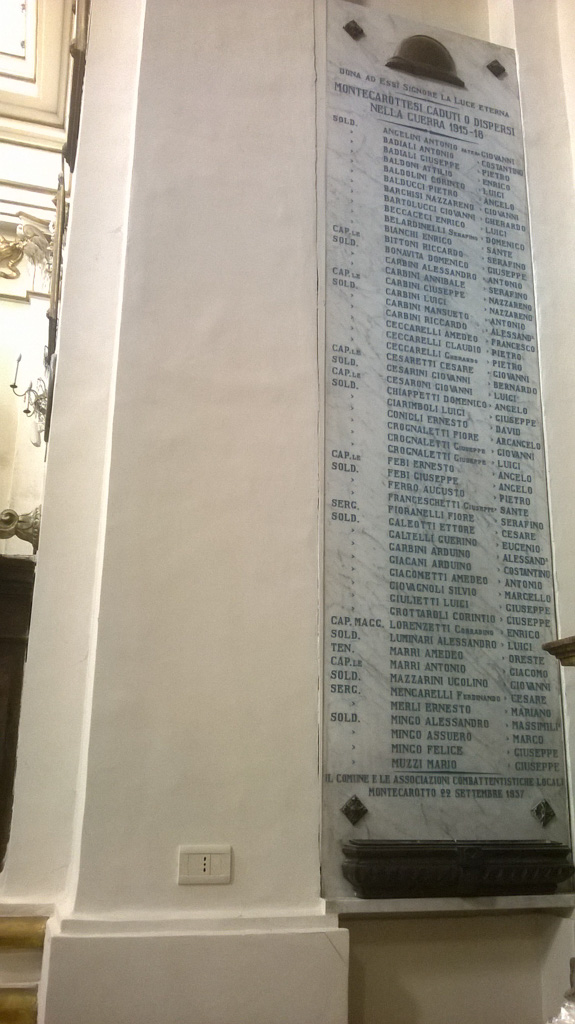 DONA AD ESSI SIGNORE LA LUCE ETERNA
MONTECAROTTESI CADUTI O DISPERSI
NELLA GUERRA 1915-18
SOLD. ANGELINI ANTONIO DI GIOVANNI
" BADIALI ANTONIO " COSTANTINO
" BADIALI GIUSEPPE " PIETRO
" BALDONI ATTILIO " ENRICO
" BALDOLINI CORINTO " LUIGI
" BALDUCCI PIETRO " ANGELO
" BARCHISI NAZZARENO " GIOVANNI
" BARTOLUCCI GIOVANNI " GHERARDO
" BECCACECI ENRICO " LUIGI
" BELARDINELLI SERAFINO " DOMENICO
CAP.LE BIANCHI ENRICO " SANTE
SOLD. BITTONI RICCARDO " SERAFINO
" BONAVITA DOMENICO " GIUSEPPE
" CARBINI ALESSANDRO " ANTONIO
CAP.LE CARBINI ANNIBALE " SERAFINO
SOLD. CARBINI GIUSEPPE " NAZZARENO
" CARBINI LUIGI " NAZZARENO
" CARBINI MANSUETO " ANTONIO
" CARBINI RICCARDO " ALESSAND°
" CECCARELLI AMEDEO " FRANCESCO
" CECCARELLI CLAUDIO " PIETRO
CAP.LE CECCARELLI GHERARDO " PIETRO
SOLD. CESARETTI CESARE " GIOVANNI
CAP.LE CESARINI GIOVANNI " BERNARDO
SOLD. CESARONI GIOVANNI " LUIGI
" CHIAPPETTI DOMENICO " ANGELO
" CIARIMBOLI LUIGI " GIUSEPPE
" CONIGLI ERNESTO " DAVID
" CROGNALETTI FIORE " ARCANGELO
" CROGNALETTI GIUSEPPE " GIOVANNI
CAP.LE CROGNALETTI GIUSEPPE " LUIGI
SOLD. FEBI ERNESTO " ANGELO
" FEBI GIUSEPPE " ANGELO
" FERRO AUGUSTO " PIETRO
" FRANCESCHETTI GIUSEPPE " SANTE
SERG. FIORANELLI FIORE " SERAFINO
SOLD. GALEOTTI ETTORE " CESARE
" GALTELLI GUERINO " EUGENIO
" GARBINI ARDUINO " ALESSAND°
" GIACANI ARDUINO " COSTANTINO
" GIACOMETTI AMEDEO " ANTONIO
" GIOVAGNOLI SILVIO " MARCELLO
" GIULIETTI LUIGI " GIUSEPPE
" GROTTAROLI CORINTIO " GIUSEPPE
CAP. MAGG. LORENZETTI CORRADINO " ENRICO
SOLD. LUMINARI ALESSANDRO " LUIGI
TEN. MARRI AMEDEO " ORESTE
CAP.LE MARRI ANTONIO " GIACOMO
SOLD. MAZZARINI UGOLINO " GIOVANNI
SERG. MENCARELLI FERDINANDO " CESARE
" MERLI ERNESTO " MARIANO
SOLD. MINGO ALESSANDRO " MASSIMIL°
" MINGO ASSUERO " MARCO
" MINGO FELICE " GIUSEPPE
" MUZZI MARIO " GIUSEPPE
IL COMUNE E LE ASSOCIAZIONI COMBATTENTISTICHE LOCALI
MONTECAROTTO 22 SETTEMBRE 1937